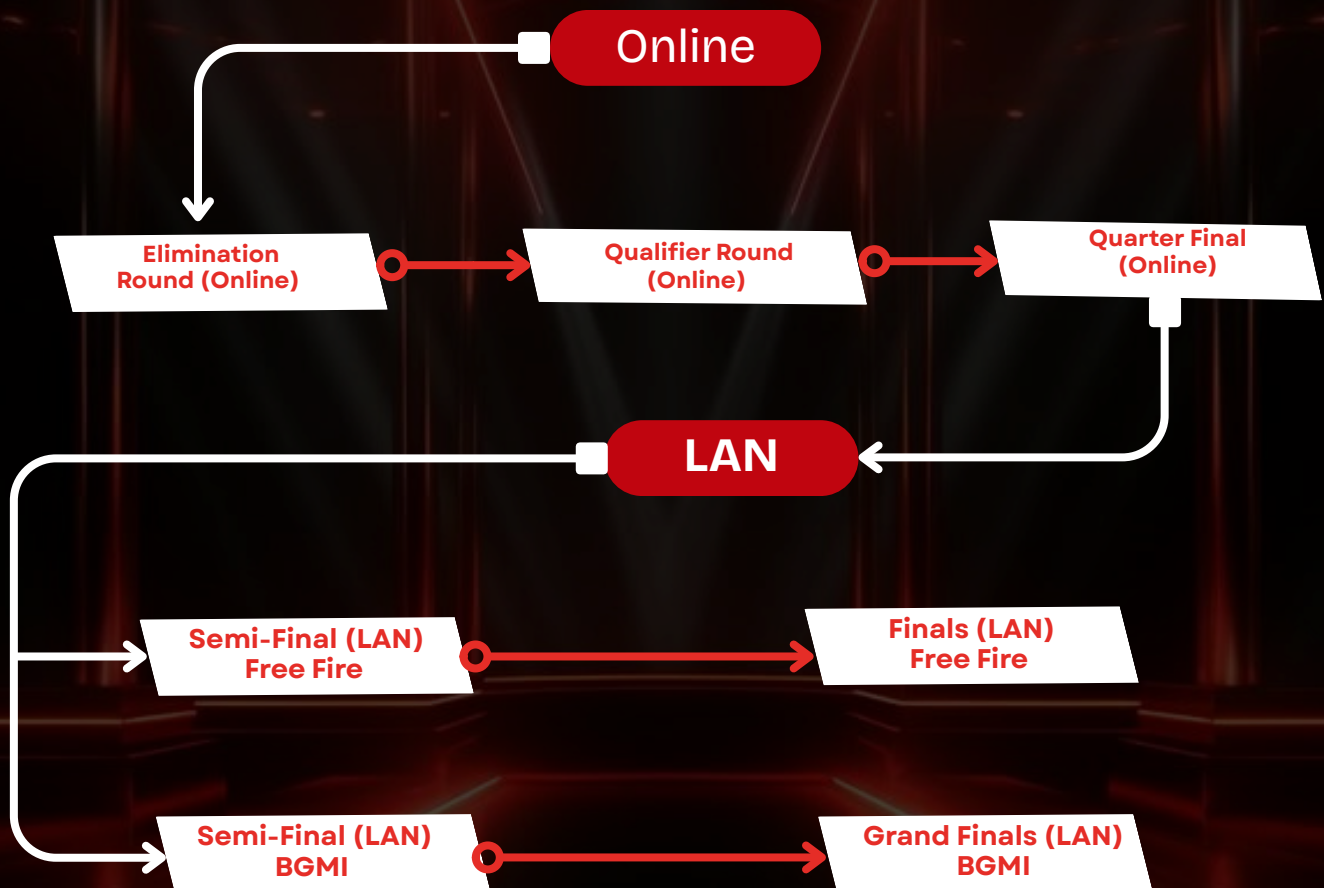 Online
Elimination
Round (Online)
Qualifier Round
(Online)
Quarter Final
(Online)
LAN
Semi-Final (LAN)
Free Fire
Finals (LAN)
Free Fire
Semi-Final (LAN)
BGMI
Grand Finals (LAN)
BGMI